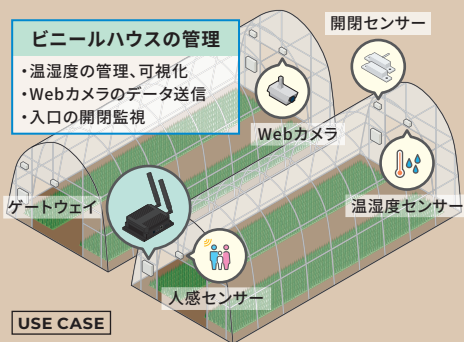 ビニールハウスの管理
・温湿度の管理、可視化
・Webカメラのデータ送信
・入口の開閉監視
開閉センサー
Webカメラ
温湿度センサー
ゲートウェイ
人感センサー
USE CASE